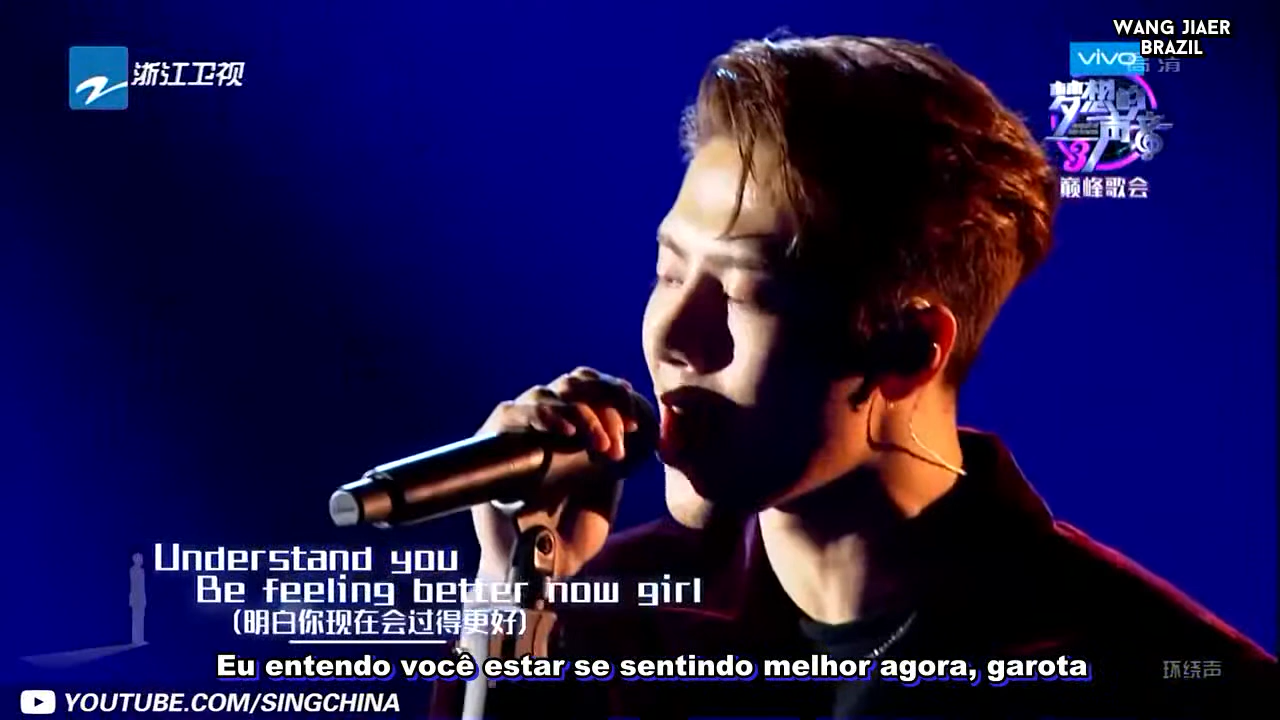 WANG JIAER
BRAZIL
浙江卫视
vivo
高清
梦想的
声音
3
巅峰歌会
Understand you
Be feeling better now girl
(明白你现在会过得更好)
Eu entendo você estar se sentindo melhor agora, garota
环绕声
YOUTUBE.COM/SINGCHINA